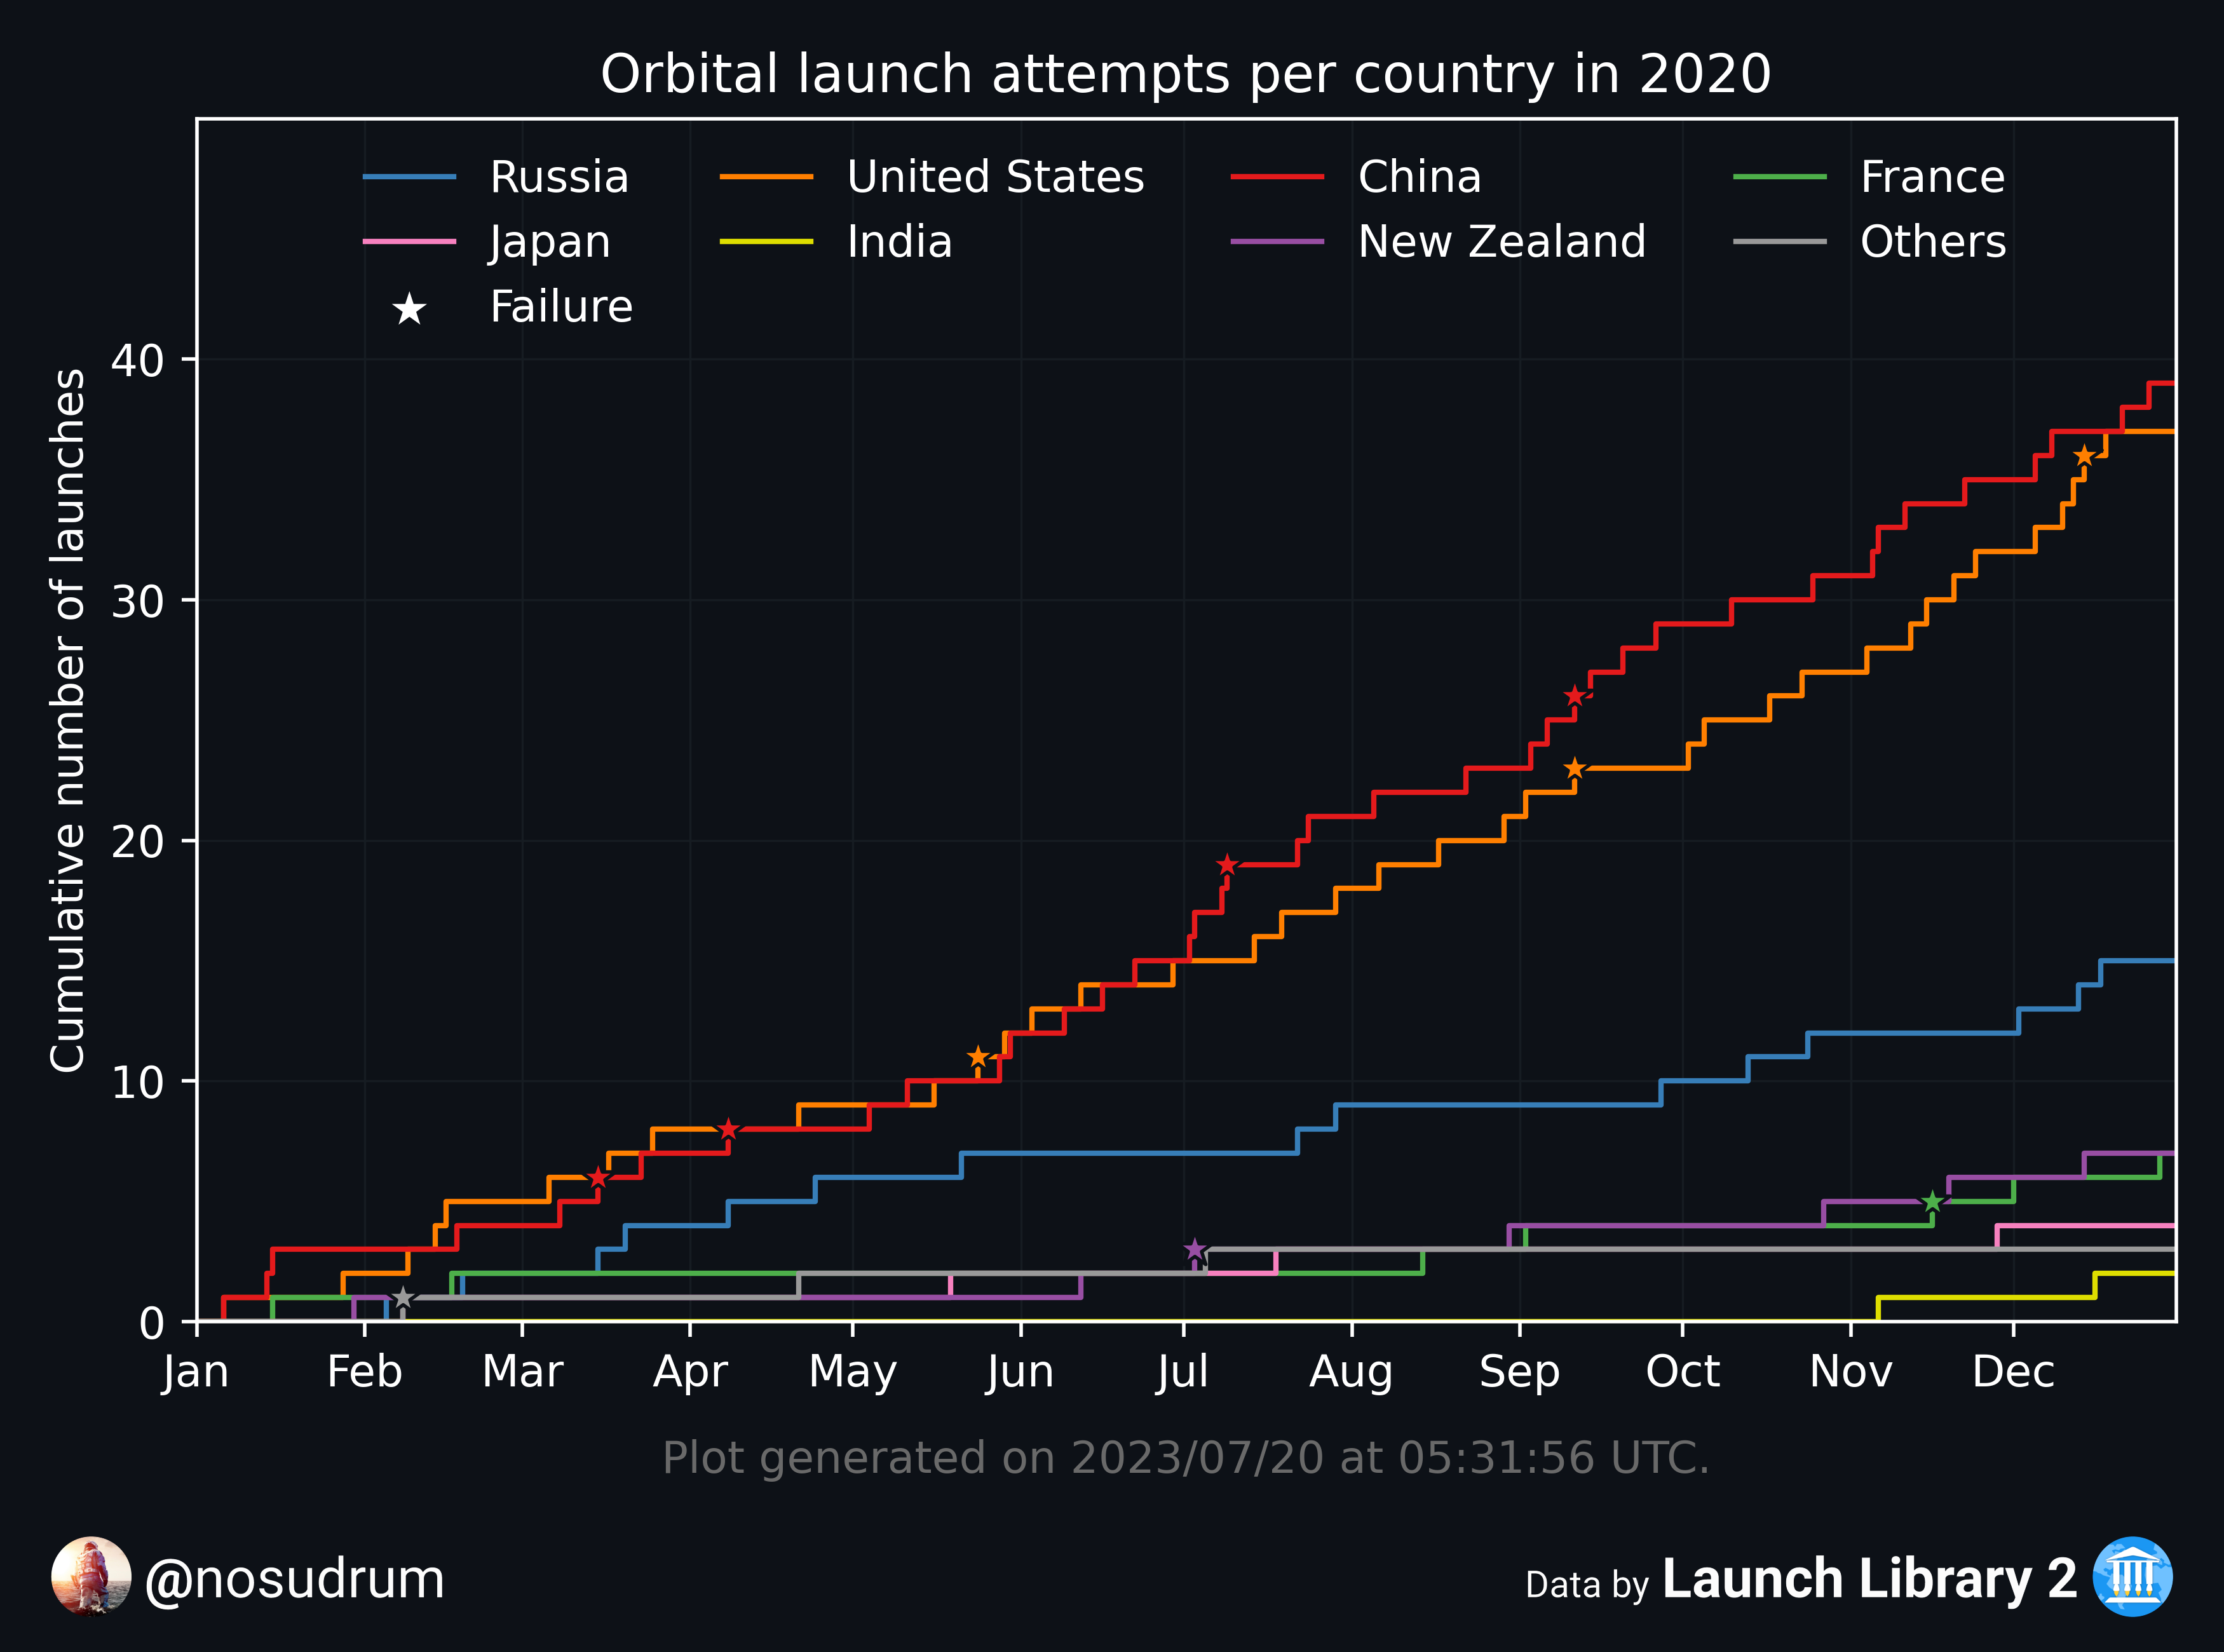 Orbital launch attempts per country in 2020
Russia United States China France
Japan India New Zealand Others
Failure
Cumulative number of launches
40
30
20
10
0
Jan Feb Mar Apr May Jun Jul Aug Sep Oct Nov Dec
Plot generated on 2023/07/20 at 05:31:56 UTC.
@nosudrum
Data by Launch Library 2